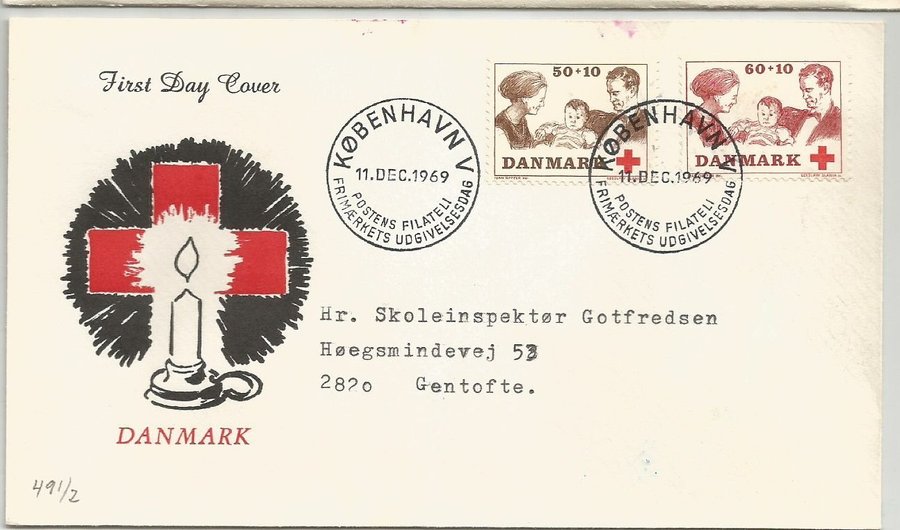 First Day Cover
50+10
DANMARK
60+10
DANMARK
KØBENHAVN V
11.DEC.1969
POSTENS FILATELI
FRIMÆRKETS UDGIVELSESDAG
KØBENHAVN V
11.DEC.1969
POSTENS FILATELI
FRIMÆRKETS UDGIVELSESDAG
Hr. Skoleinspektør Gotfredsen
Høegsmindevej 53
2820 Gentofte.
DANMARK
491/2